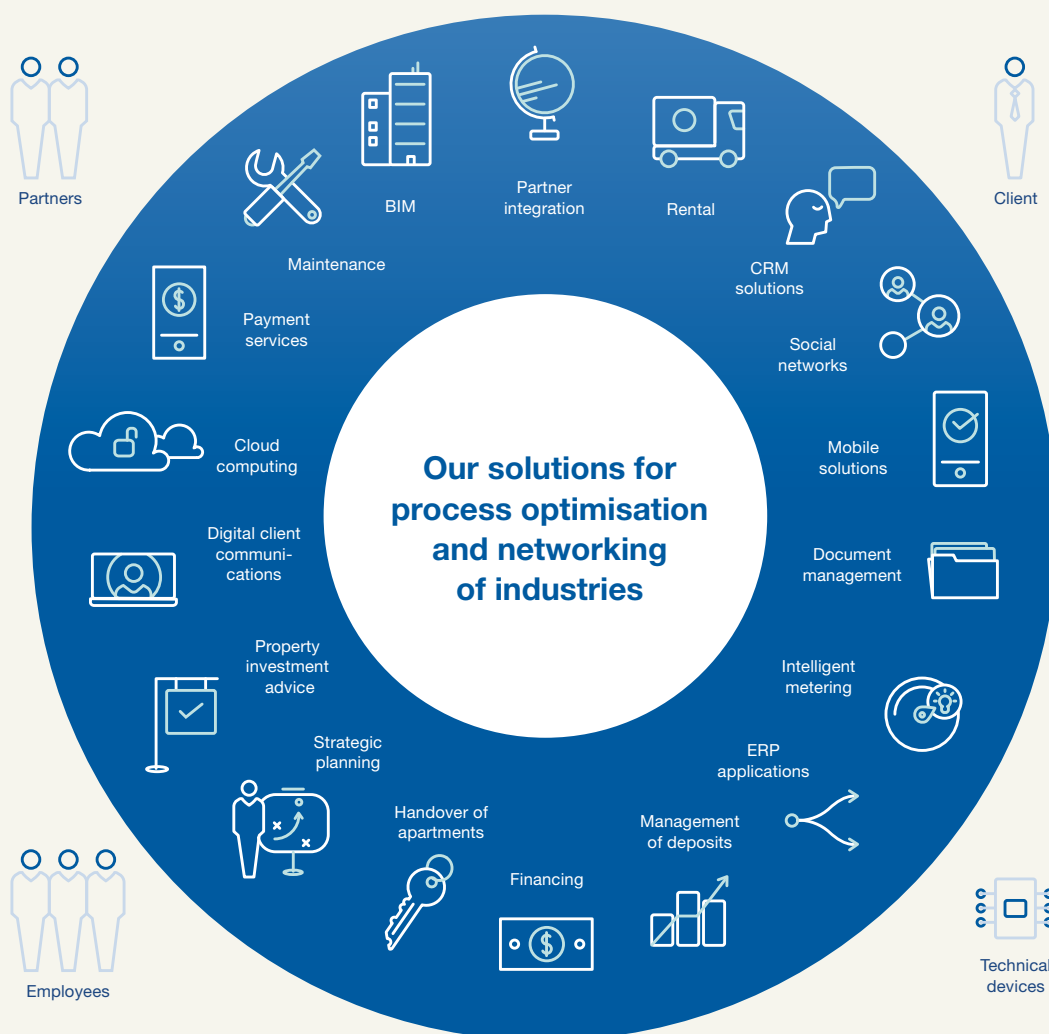 Partners
Client
BIM
Partner
integration
Rental
Maintenance
CRM
solutions
Payment
services
Social
networks
Cloud
computing
Mobile
solutions
Our solutions for
process optimisation
and networking
of industries
Digital client
communi-
cations
Document
management
Property
investment
advice
Intelligent
metering
Strategic
planning
ERP
applications
Handover of
apartments
Management
of deposits
Financing
Employees
Technical
devices